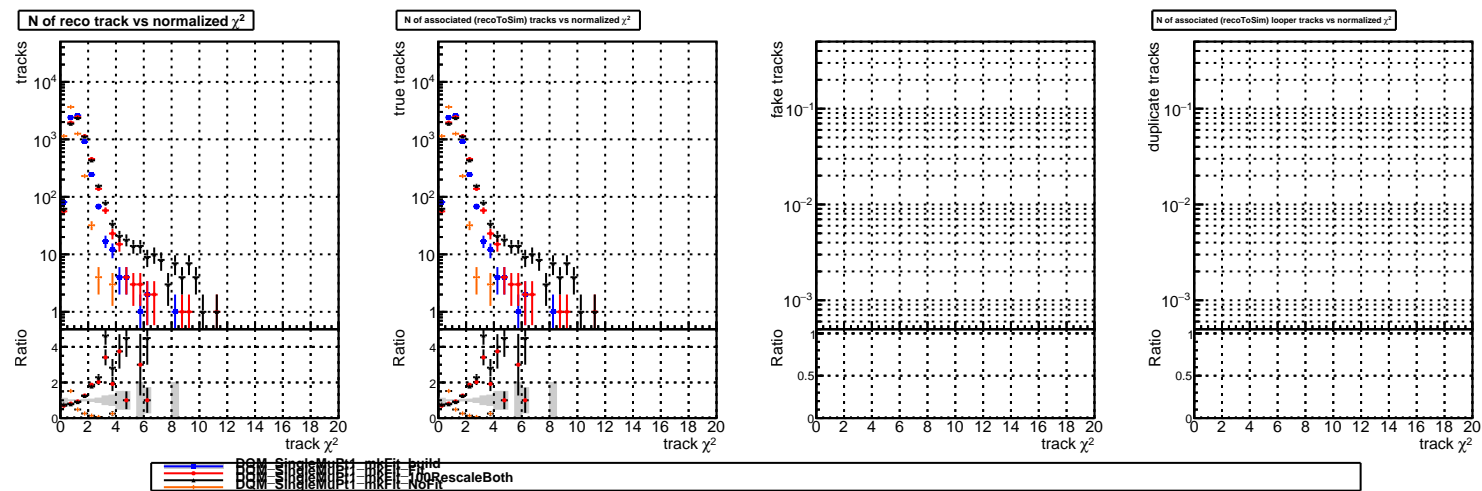 N of reco track vs normalized χ²
N of associated (recoToSim) tracks vs normalized χ²
N of associated (recoToSim) looper tracks vs normalized χ²
tracks
10⁴
10³
10²
10
1
Ratio
4
2
0
0 2 4 6 8 10 12 14 16 18 20
track χ²
true tracks
10⁴
10³
10²
10
1
Ratio
4
2
0
0 2 4 6 8 10 12 14 16 18 20
track χ²
fake tracks
10⁻¹
10⁻²
10⁻³
Ratio
1
0.5
0
0 2 4 6 8 10 12 14 16 18 20
track χ²
duplicate tracks
10⁻¹
10⁻²
10⁻³
Ratio
1
0.5
0
0 2 4 6 8 10 12 14 16 18 20
track χ²
DQM_SingleMuPt1_mkFit_build
DQM_SingleMuPt1_mkFit_Fit
DQM_SingleMuPt1_mkFit_100RescaleBoth
DQM_SingleMuPt1_mkFit_NoFit